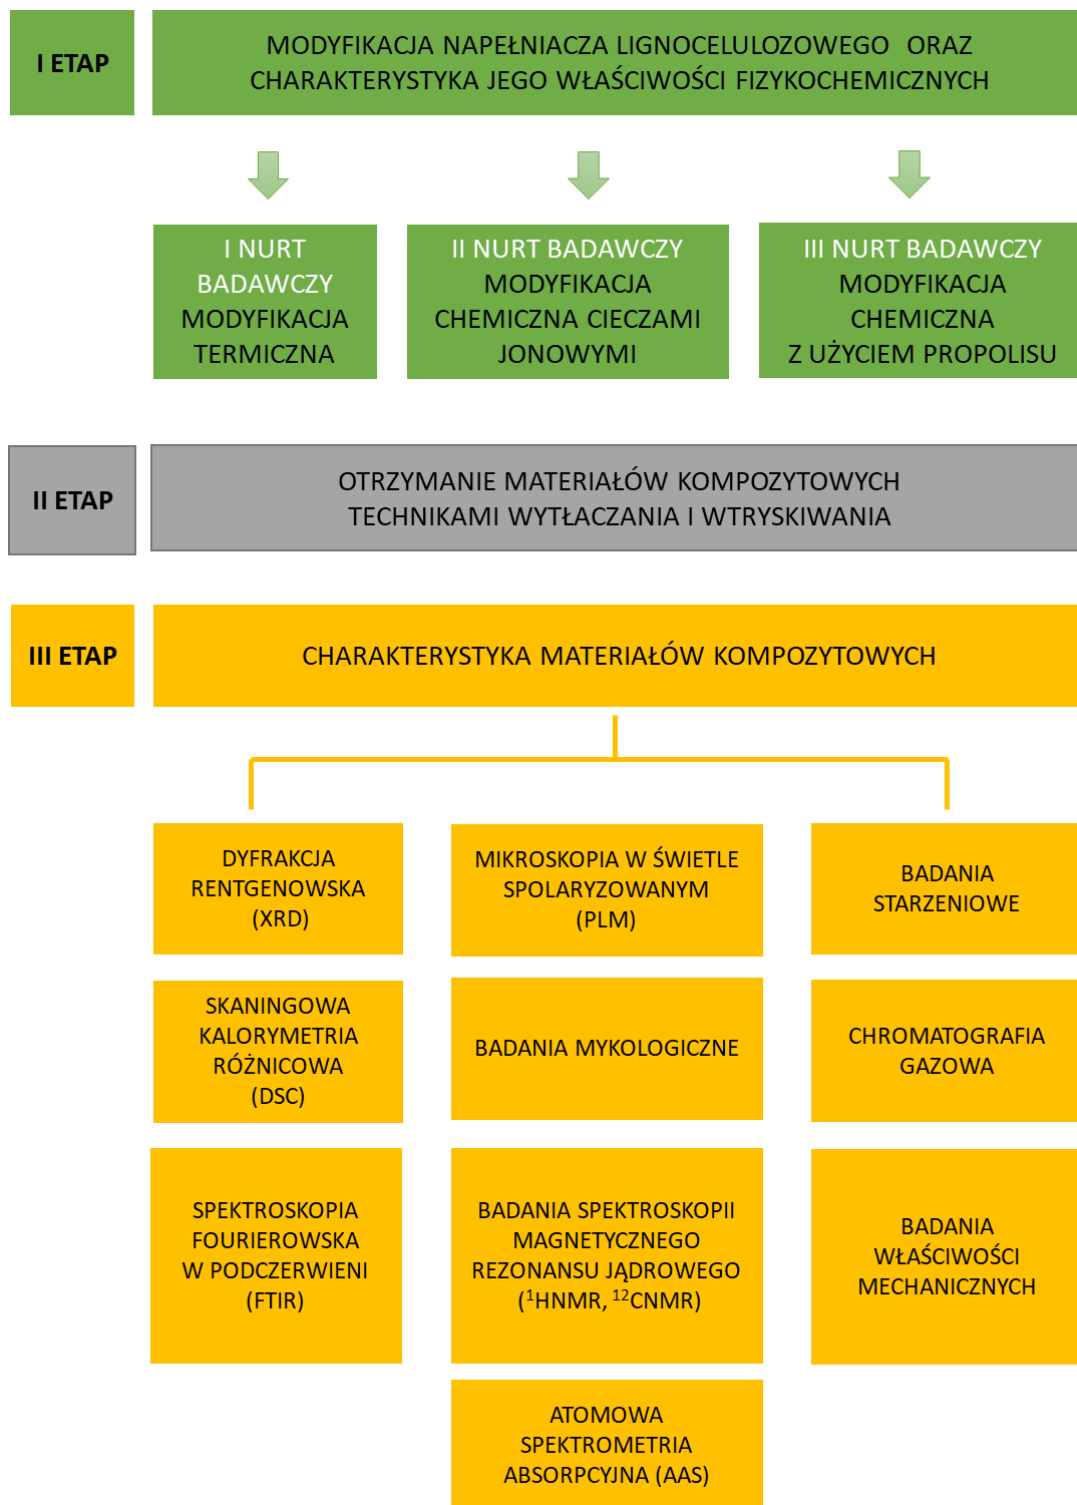 I ETAP
MODYFIKACJA NAPEŁNIACZA LIGNOCELULOZOWEGO ORAZ
CHARAKTERYSTYKA JEGO WŁAŚCIWOŚCI FIZYKOCHEMICZNYCH
I NURT
BADAWCZY
MODYFIKACJA
TERMICZNA
II NURT BADAWCZY
MODYFIKACJA
CHEMICZNA CIECZAMI
JONOWYMI
III NURT BADAWCZY
MODYFIKACJA
CHEMICZNA
Z UŻYCIEM PROPOLISU
II ETAP
OTRZYMANIE MATERIAŁÓW KOMPOZYTOWYCH
TECHNIKAMI WYTŁACZANIA I WTRYSKIWANIA
III ETAP
CHARAKTERYSTYKA MATERIAŁÓW KOMPOZYTOWYCH
DYFRAKCJA
RENTGENOWSKA
(XRD)
MIKROSKOPIA W ŚWIETLE
SPOLARYZOWANYM
(PLM)
BADANIA
STARZENIOWE
SKANINGOWA
KALORYMETRIA
RÓŻNICOWA
(DSC)
BADANIA MYKOLOGICZNE
CHROMATOGRAFIA
GAZOWA
SPEKTROSKOPIA
FOURIEROWSKA
W PODCZERWIENI
(FTIR)
BADANIA SPEKTROSKOPII
MAGNETYCZNEGO
REZONANSU JĄDROWEGO
(¹HNMR, ¹²CNMR)
BADANIA
WŁAŚCIWOŚCI
MECHANICZNYCH
ATOMOWA
SPEKTROMETRIA
ABSORPCYJNA (AAS)